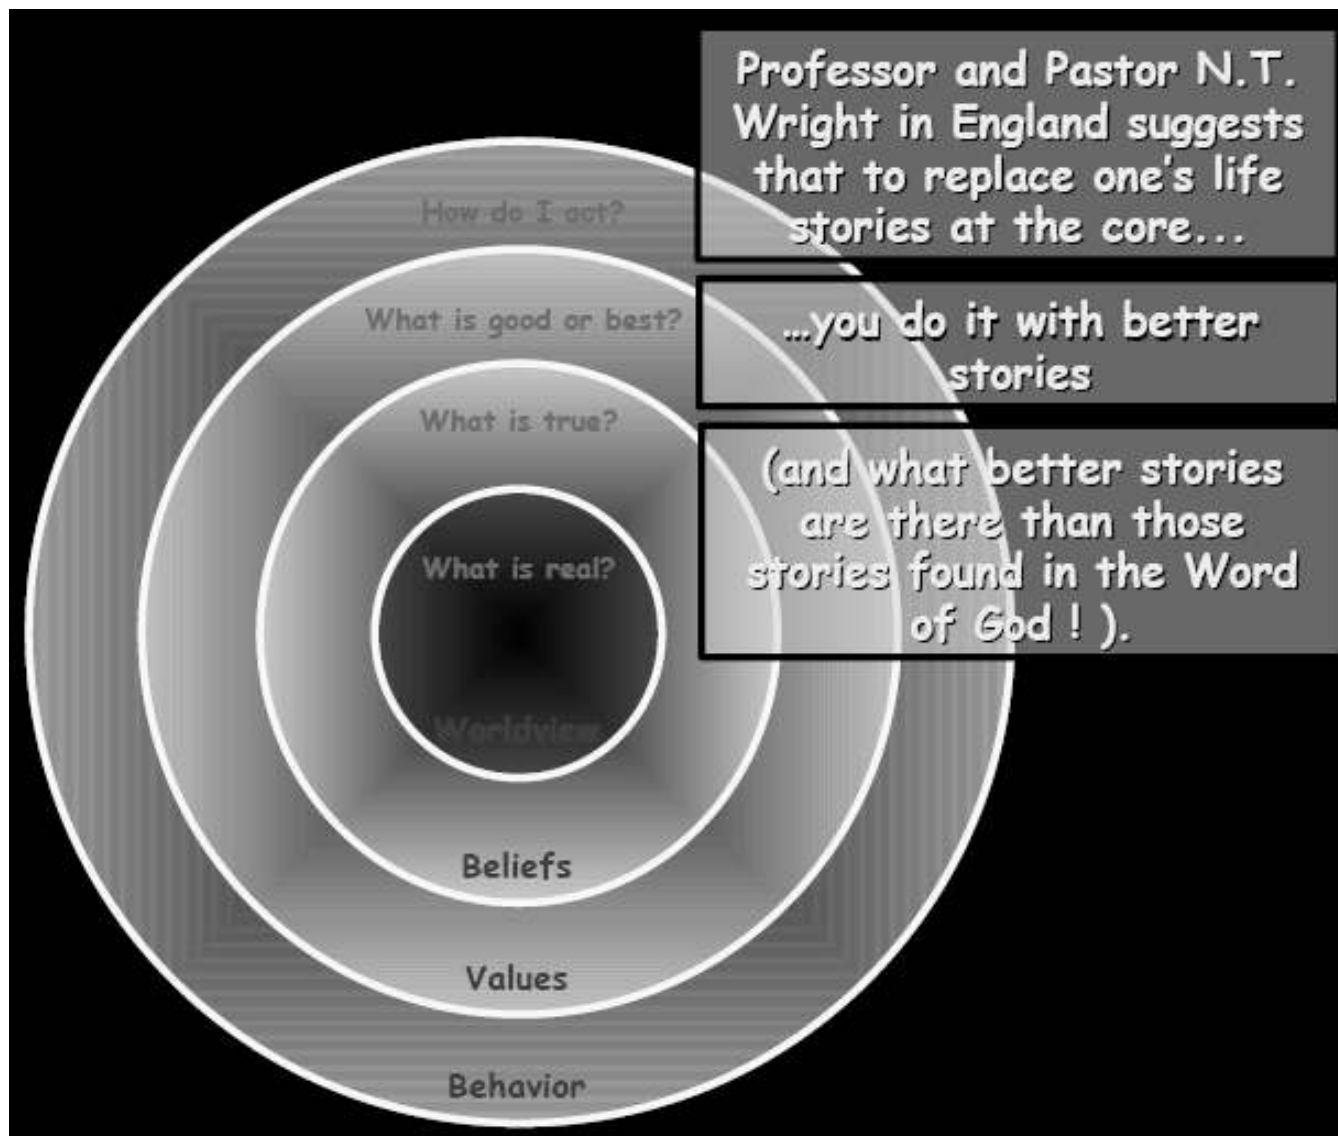 Professor and Pastor N.T.
Wright in England suggests
that to replace one's life
stories at the core...
...you do it with better
stories
(and what better stories
are there than those
stories found in the Word
of God ! ).
How do I act?
What is good or best?
What is true?
What is real?
Worldview
Beliefs
Values
Behavior